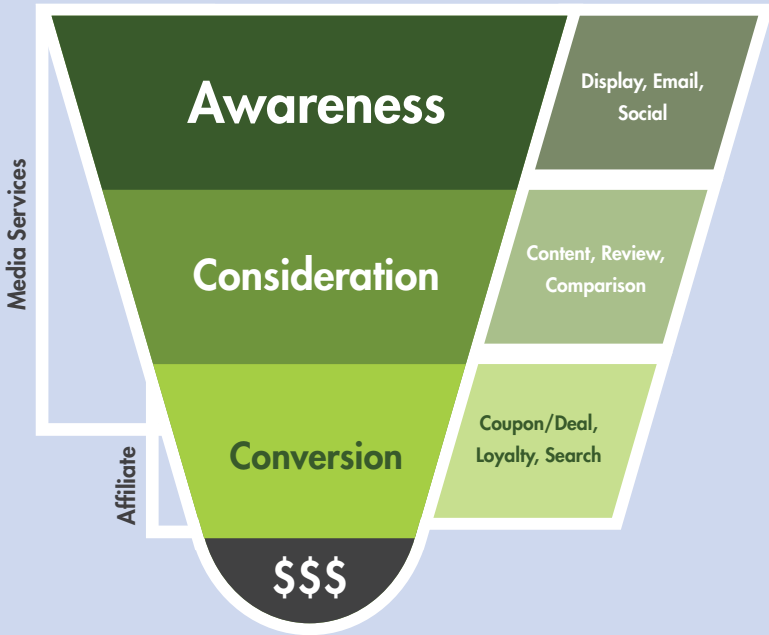 Awareness
Display, Email,
Social
Media Services
Consideration
Content, Review,
Comparison
Conversion
Coupon/Deal,
Loyalty, Search
Affiliate
$$$